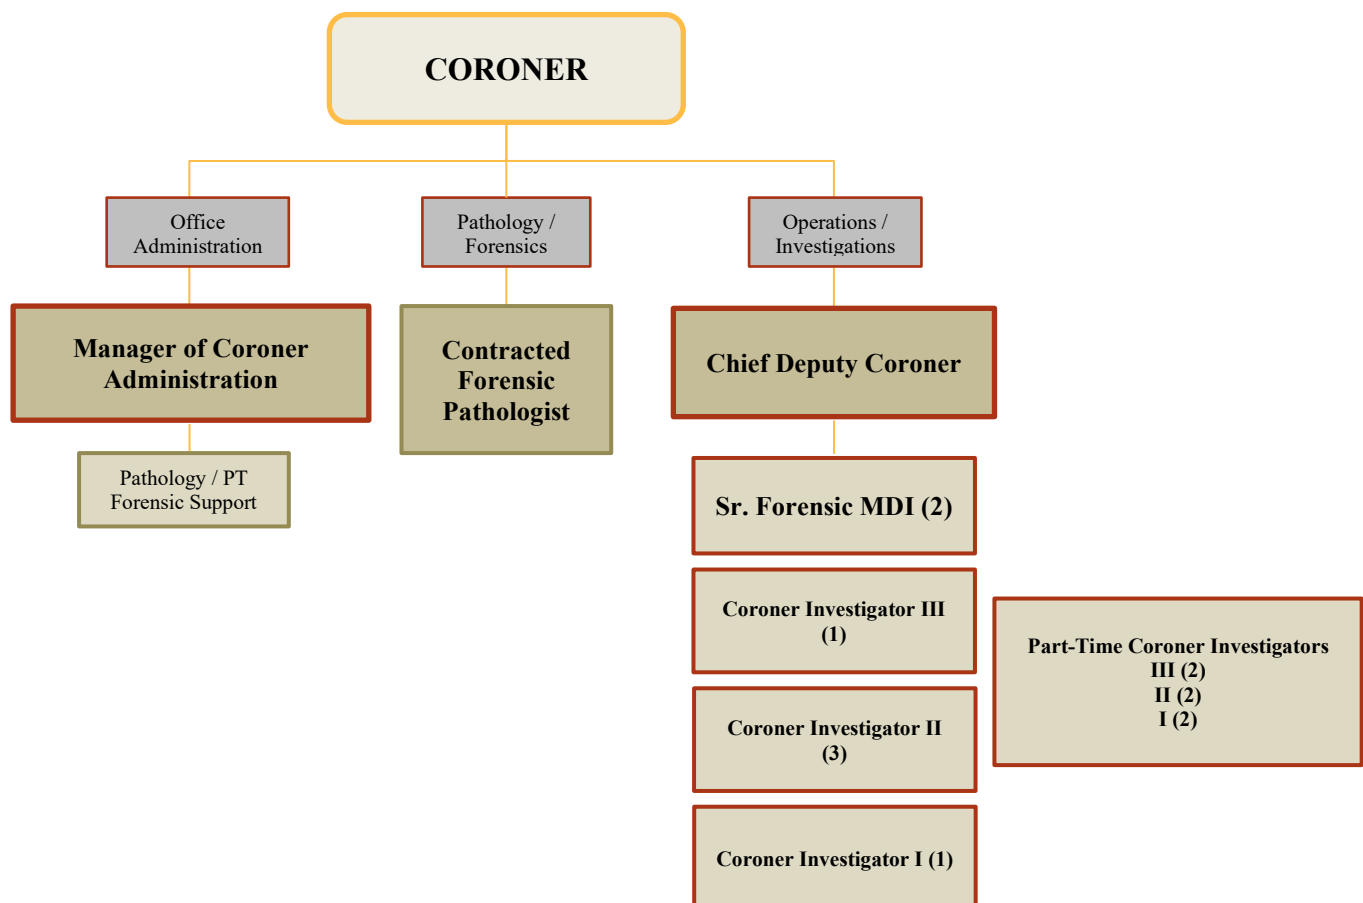 CORONER
Office
Administration
Pathology /
Forensics
Operations /
Investigations
Manager of Coroner
Administration
Contracted
Forensic
Pathologist
Chief Deputy Coroner
Pathology / PT
Forensic Support
Sr. Forensic MDI (2)
Coroner Investigator III
(1)
Part-Time Coroner Investigators
III (2)
II (2)
I (2)
Coroner Investigator II
(3)
Coroner Investigator I (1)